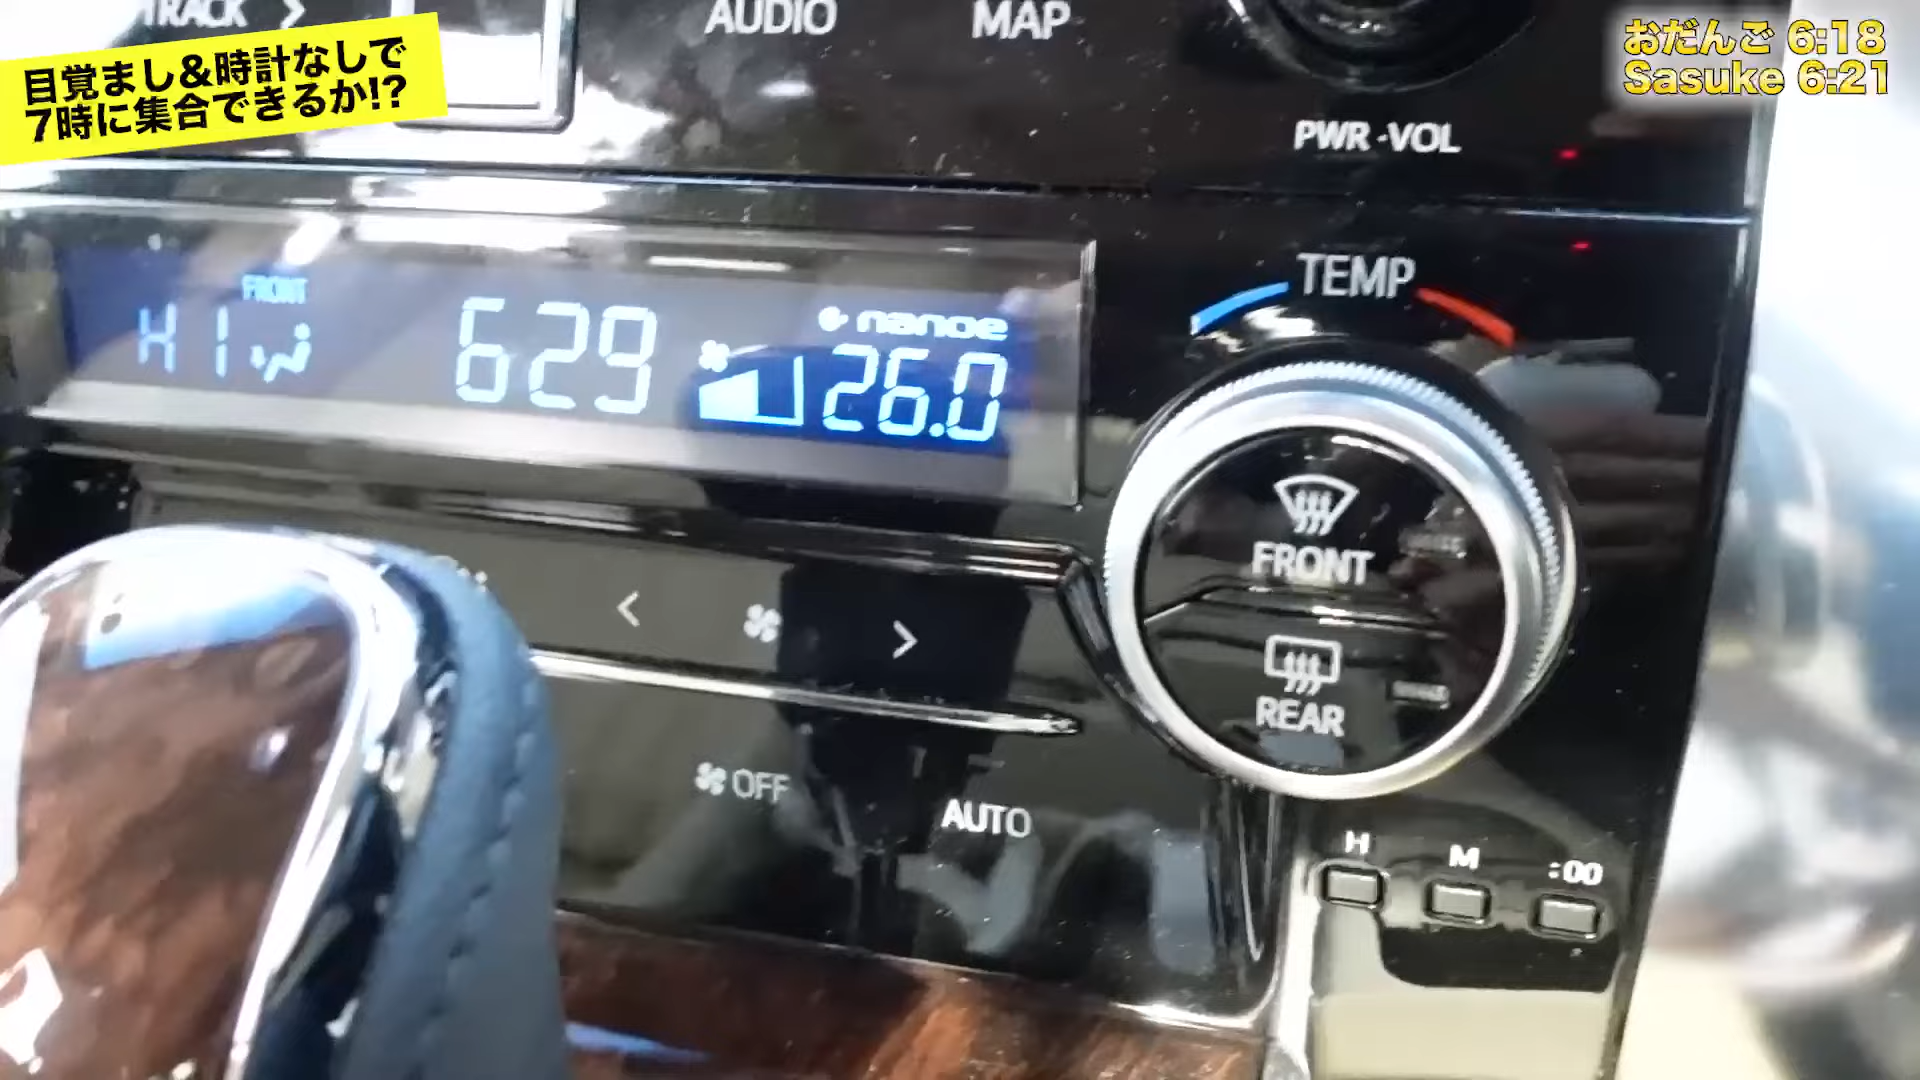 TRACK >
AUDIO
MAP
目覚まし&時計なしで
7時に集合できるか!?
おだんご 6:18
Sasuke 6:21
PWR·VOL
TEMP
FRONT
HI
629
nanoe
26.0
FRONT
REAR
< >
OFF
AUTO
H
M
:00